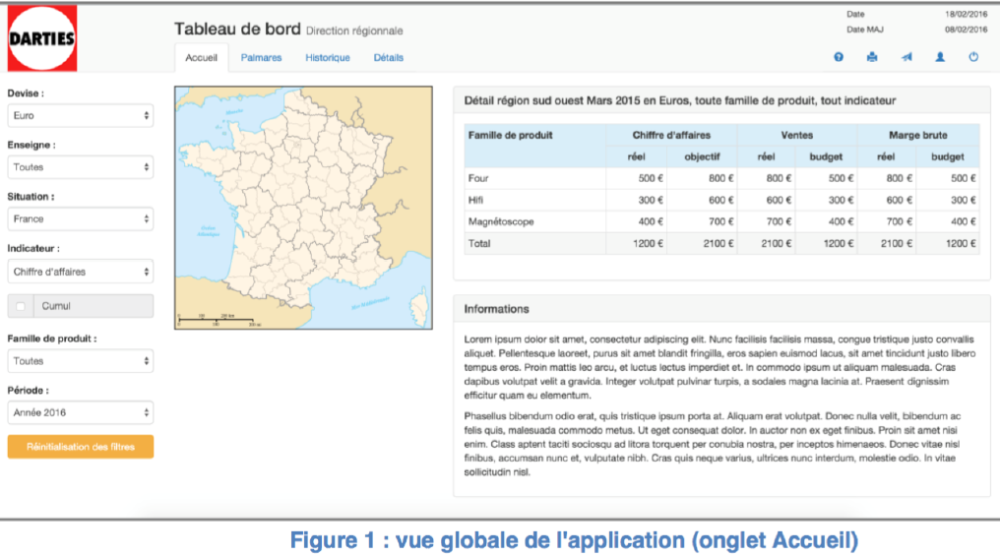 DARTIES
Tableau de bord Direction régionnale
Date 18/02/2016
Date MAJ 08/02/2016
Accueil Palmares Historique Détails
Devise :
Euro
Enseigne :
Toutes
Situation :
France
Indicateur :
Chiffre d'affaires
Cumul
Famille de produit :
Toutes
Période :
Année 2016
Réinitialisation des filtres
Détail région sud ouest Mars 2015 en Euros, toute famille de produit, tout indicateur
Famille de produit Chiffre d'affaires Ventes Marge brute
réel objectif réel budget réel budget
Four 500 € 800 € 800 € 500 € 800 € 500 €
Hifi 300 € 600 € 600 € 300 € 600 € 300 €
Magnétoscope 400 € 700 € 700 € 400 € 700 € 400 €
Total 1200 € 2100 € 2100 € 1200 € 2100 € 1200 €
Informations
Lorem ipsum dolor sit amet, consectetur adipiscing elit. Nunc facilisis facilisis massa, congue tristique justo convallis
aliquet. Pellentesque laoreet, purus sit amet blandit fringilla, eros sapien euismod lacus, sit amet tincidunt justo libero
tempus eros. Proin mattis leo arcu, et luctus lectus imperdiet et. In commodo ipsum ut aliquam malesuada. Cras
dapibus volutpat velit a gravida. Integer volutpat pulvinar turpis, a sodales magna lacinia at. Praesent dignissim
efficitur quam eu elementum.
Phasellus bibendum odio erat, quis tristique ipsum porta at. Aliquam erat volutpat. Donec nulla velit, bibendum ac
felis quis, malesuada commodo metus. Ut eget consequat dolor. In auctor non ex eget finibus. Proin sit amet nisi
enim. Class aptent taciti sociosqu ad litora torquent per conubia nostra, per inceptos himenaeos. Donec vitae nisl
finibus, accumsan nunc et, vulputate nibh. Cras quis neque varius, ultrices nunc interdum, molestie odio. In vitae
sollicitudin nisl.
Figure 1 : vue globale de l'application (onglet Accueil)